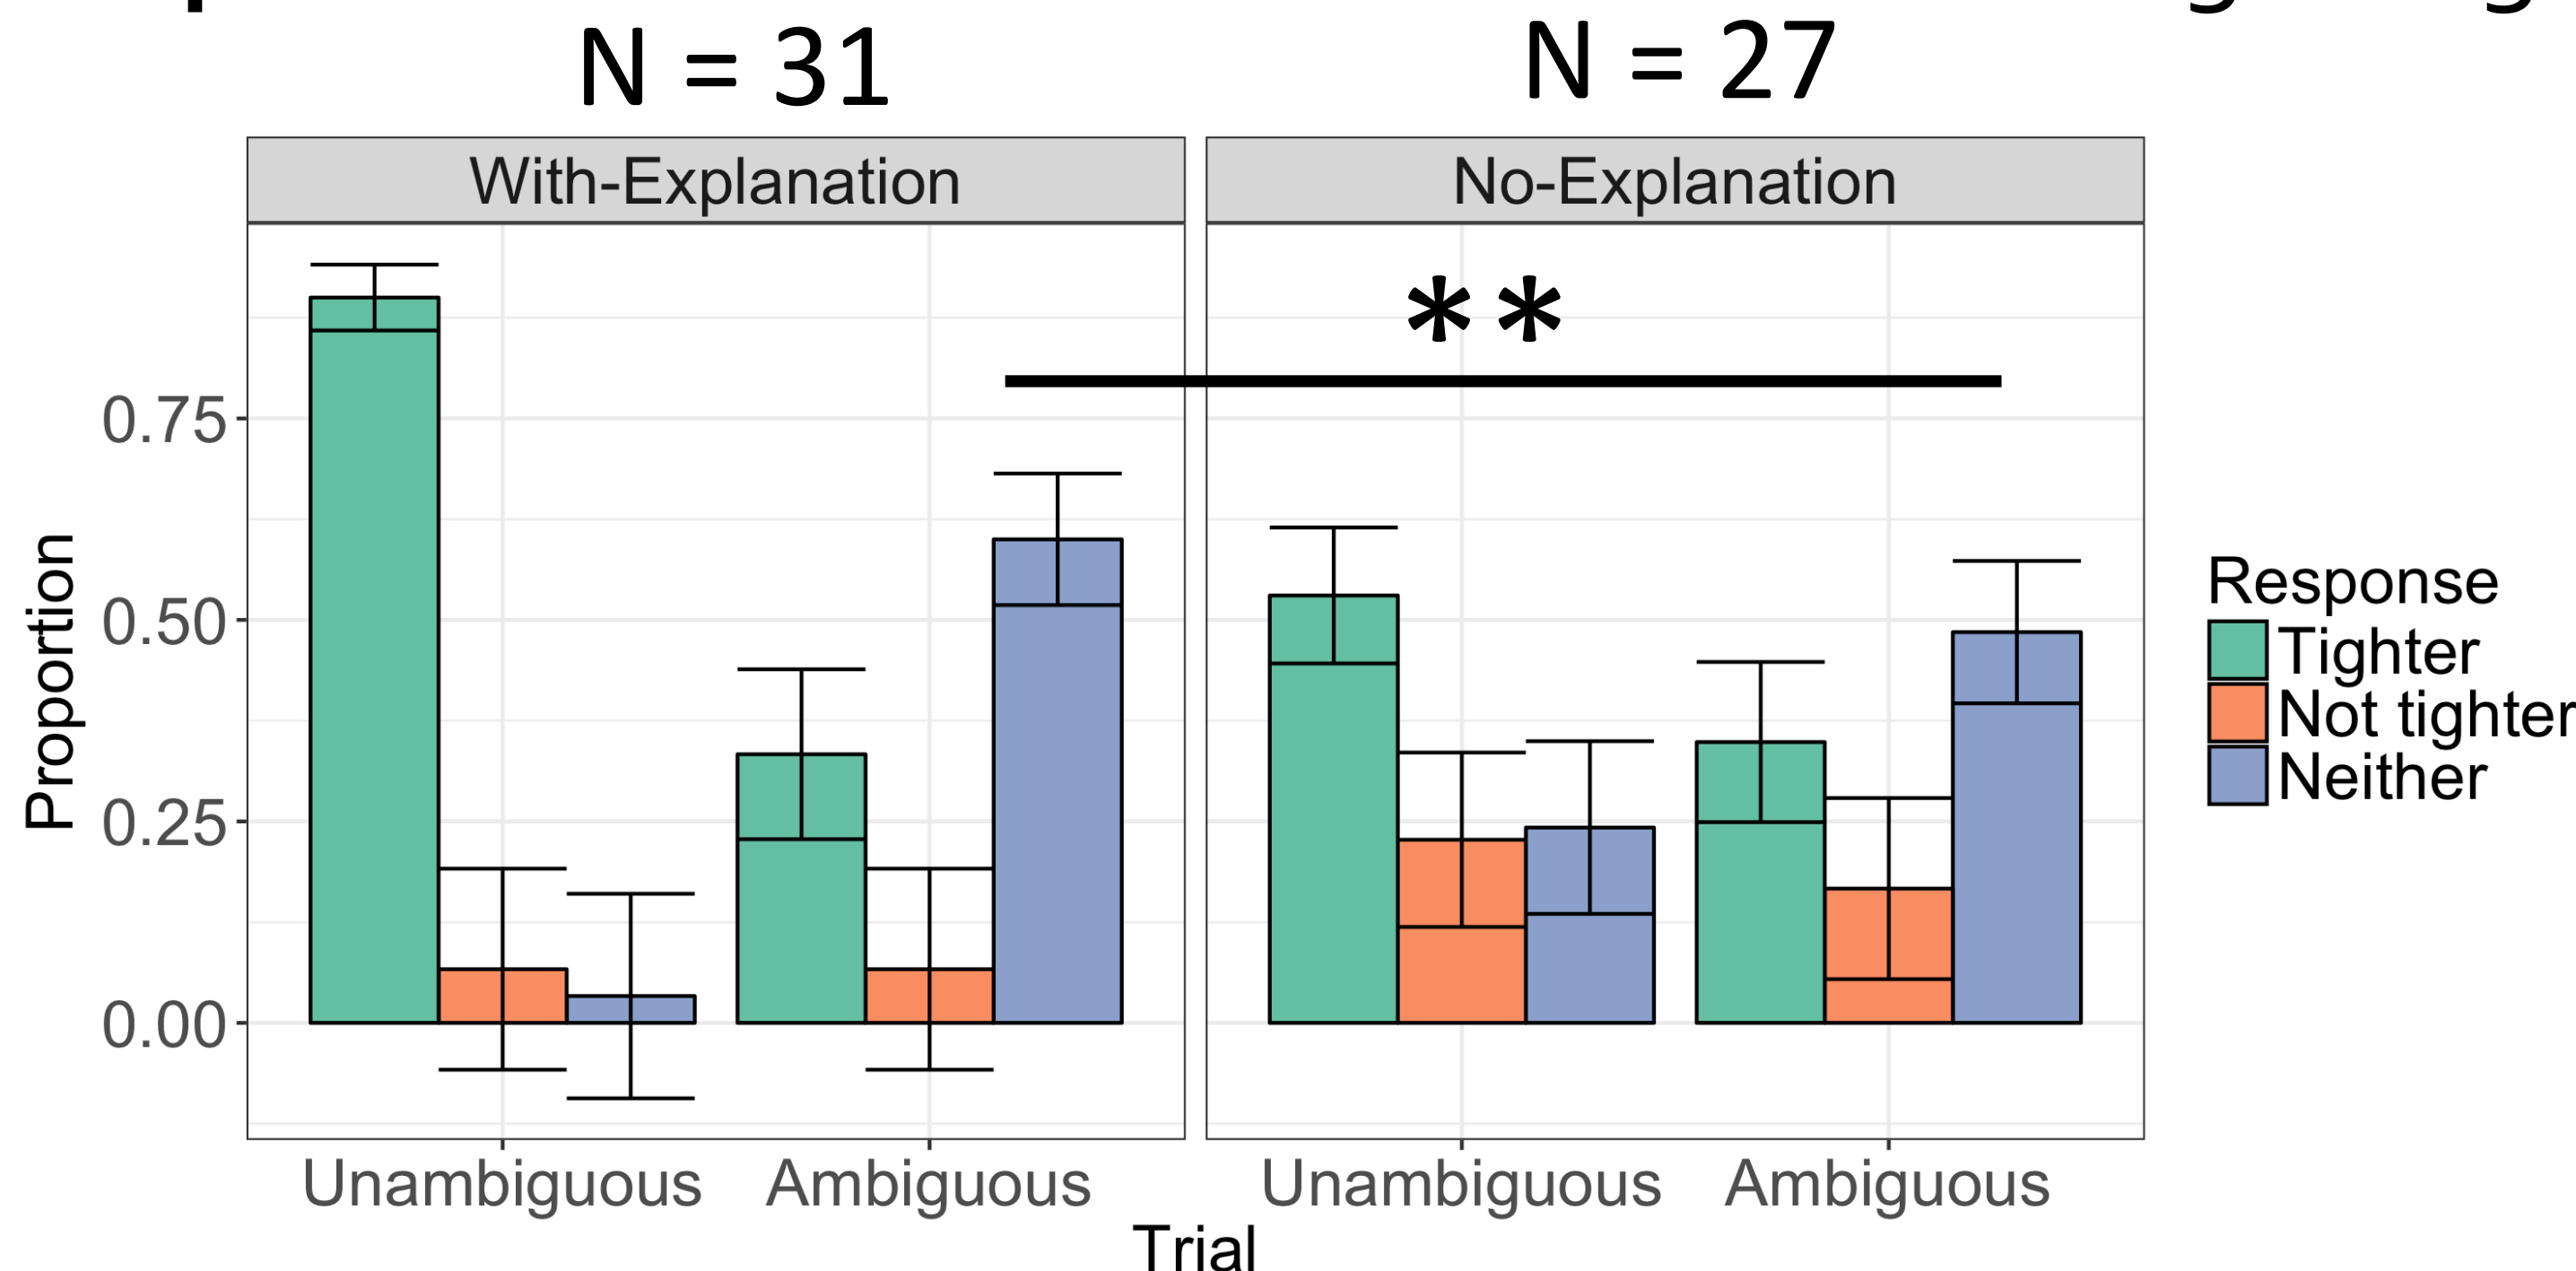 N = 31
N = 27
With-Explanation
No-Explanation
**
0.75
0.50
0.25
0.00
Proportion
Unambiguous
Ambiguous
Unambiguous
Ambiguous
Trial
Response
Tighter
Not tighter
Neither